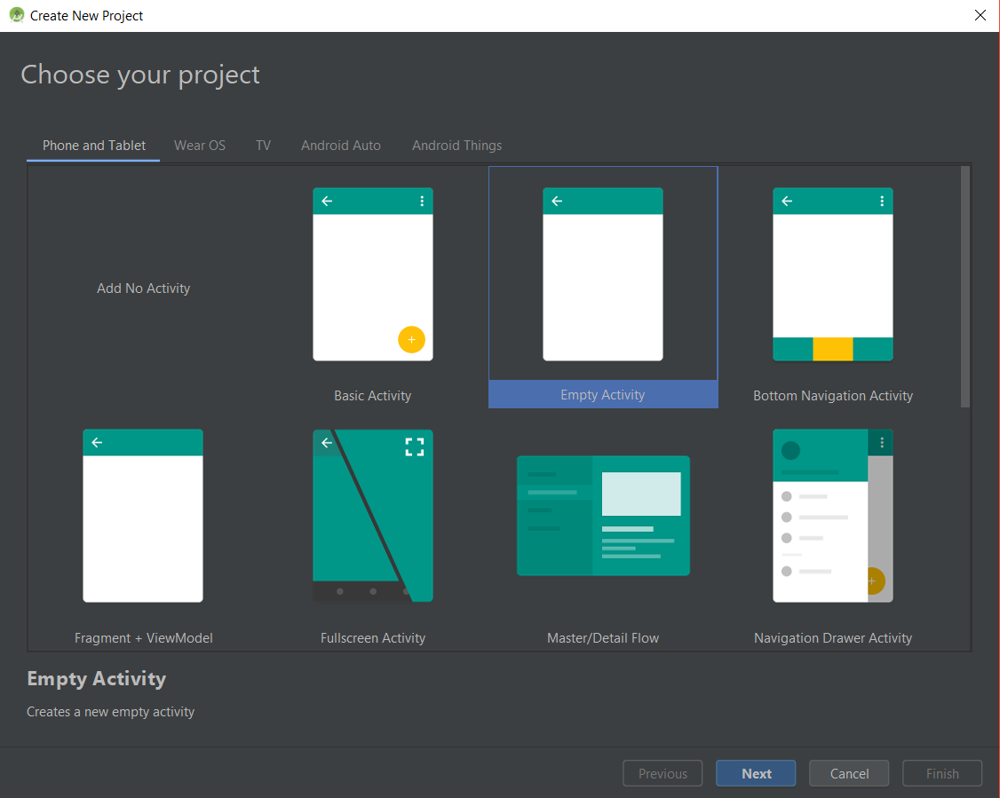 Create New Project
Choose your project
Phone and Tablet Wear OS TV Android Auto Android Things
Add No Activity
Basic Activity
Empty Activity
Bottom Navigation Activity
Fragment + ViewModel
Fullscreen Activity
Master/Detail Flow
Navigation Drawer Activity
Empty Activity
Creates a new empty activity
Previous Next Cancel Finish